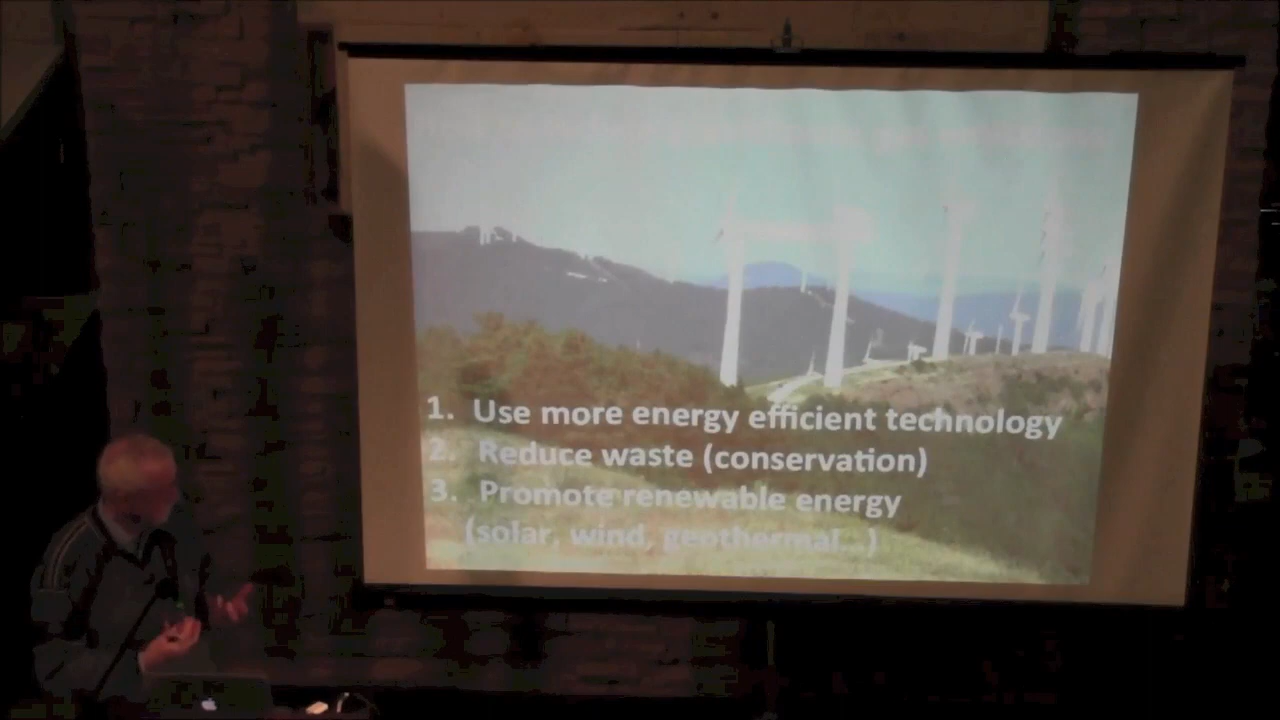 1. Use more energy efficient technology
2. Reduce waste (conservation)
3. Promote renewable energy
(solar, wind, geothermal...)